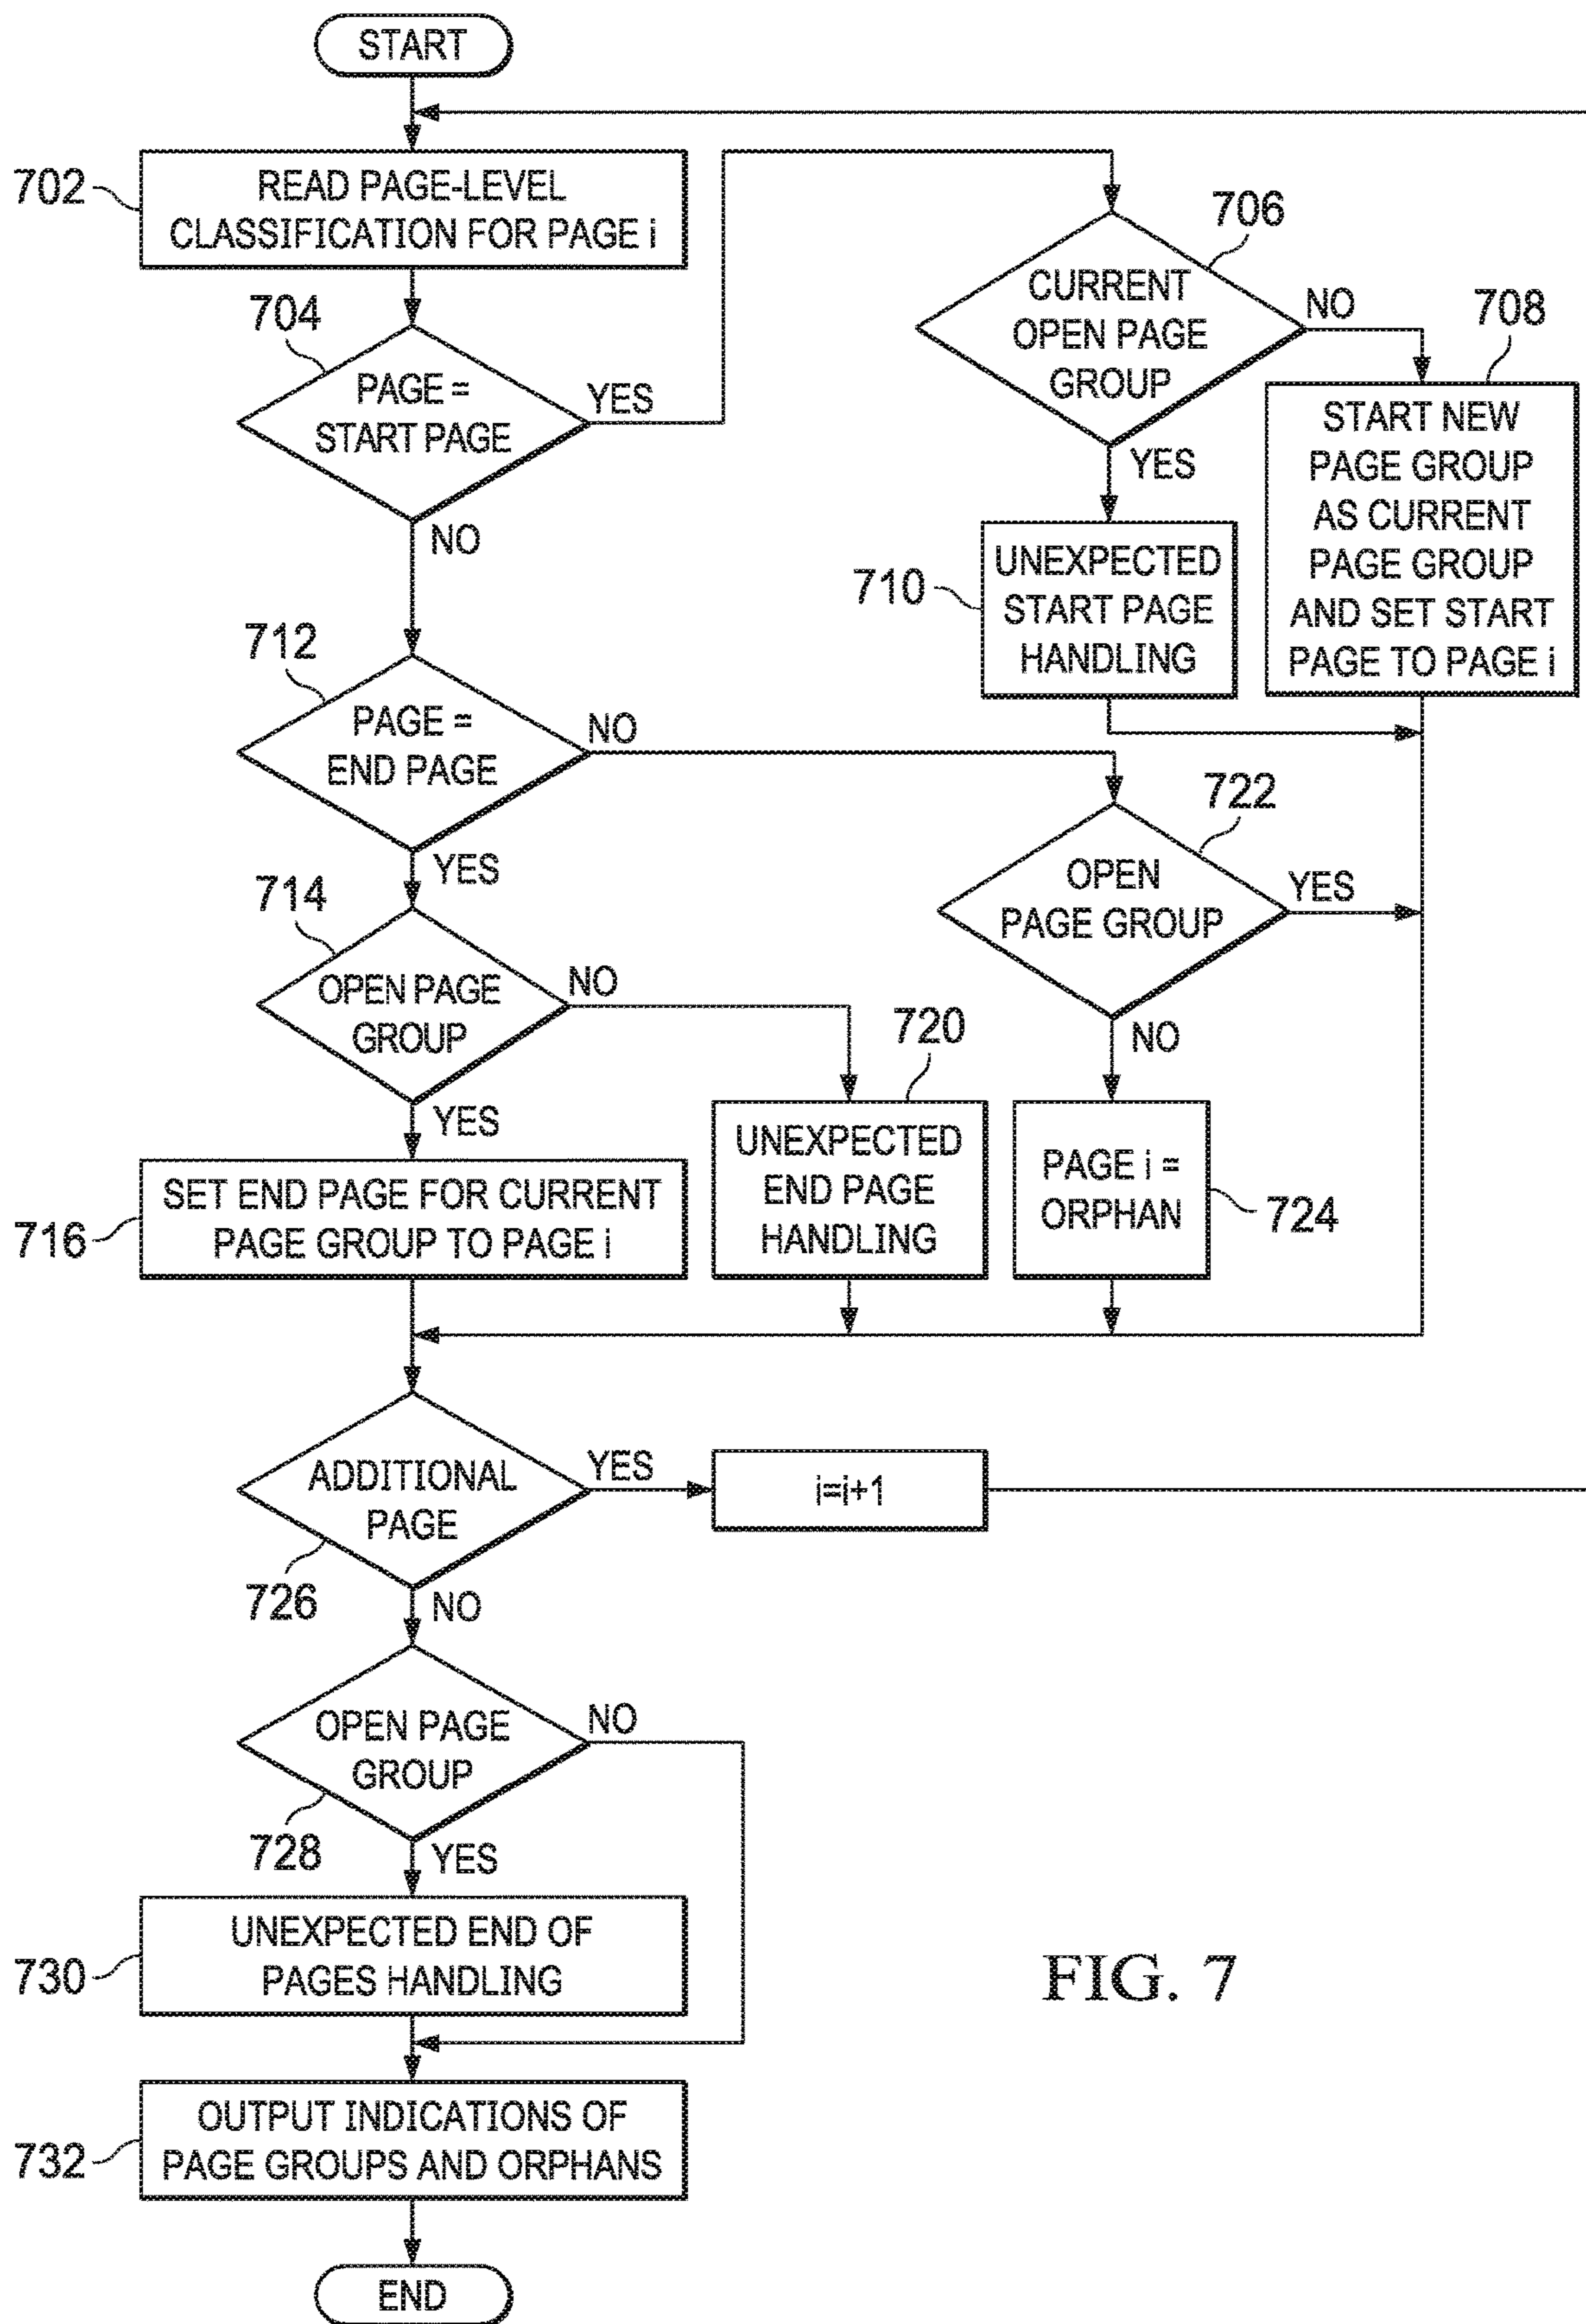 START
702
READ PAGE-LEVEL
CLASSIFICATION FOR PAGE i
704
PAGE =
START PAGE
YES
NO
706
CURRENT
OPEN PAGE
GROUP
NO
YES
708
START NEW
PAGE GROUP
AS CURRENT
PAGE GROUP
AND SET START
PAGE TO PAGE i
710
UNEXPECTED
START PAGE
HANDLING
712
PAGE =
END PAGE
NO
YES
722
OPEN
PAGE GROUP
YES
NO
714
OPEN PAGE
GROUP
NO
YES
720
UNEXPECTED
END PAGE
HANDLING
PAGE i =
ORPHAN
724
716
SET END PAGE FOR CURRENT
PAGE GROUP TO PAGE i
ADDITIONAL
PAGE
726
YES
i=i+1
NO
OPEN PAGE
GROUP
728
NO
YES
730
UNEXPECTED END OF
PAGES HANDLING
FIG. 7
732
OUTPUT INDICATIONS OF
PAGE GROUPS AND ORPHANS
END